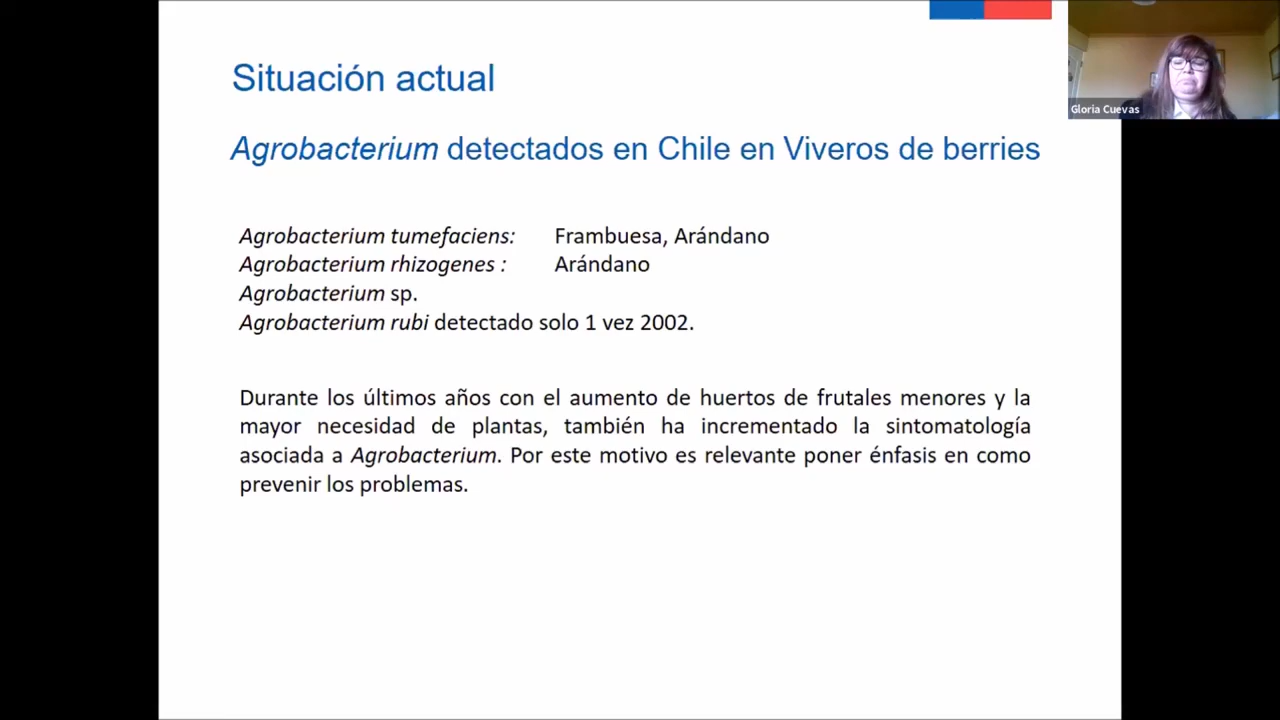 Situación actual
Agrobacterium detectados en Chile en Viveros de berries
Agrobacterium tumefaciens: Frambuesa, Arándano
Agrobacterium rhizogenes : Arándano
Agrobacterium sp.
Agrobacterium rubi detectado solo 1 vez 2002.
Durante los últimos años con el aumento de huertos de frutales menores y la
mayor necesidad de plantas, también ha incrementado la sintomatología
asociada a Agrobacterium. Por este motivo es relevante poner énfasis en como
prevenir los problemas.
Gloria Cuevas